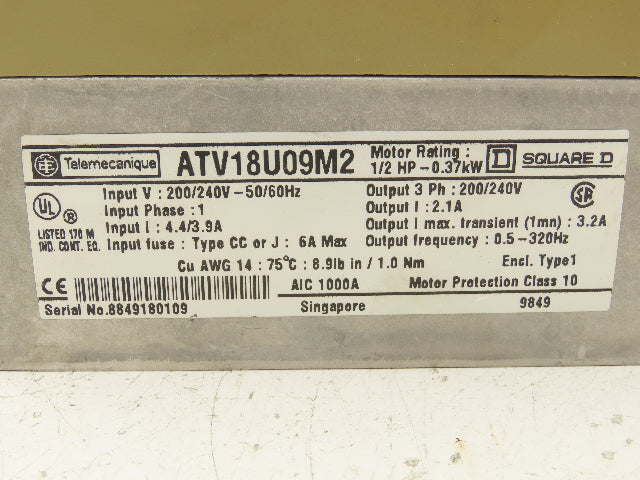 Telemecanique ATV18U09M2 Motor Rating : 1/2 HP - 0.37kW D SQUARE D
Input V : 200/240V - 50/60Hz
Input Phase : 1
Input I : 4.4/3.9A
Input fuse : Type CC or J : 6A Max
Output 3 Ph : 200/240V
Output I : 2.1A
Output I max. transient (1mn) : 3.2A
Output frequency : 0.5-320Hz
UL ®
LISTED 170 M
IND. CONT. EQ.
SA
Cu AWG 14 : 75°C : 8.9lb in / 1.0 Nm Encl. Type1
CE AIC 1000A Motor Protection Class 10
Serial No.8849180109 Singapore 9849